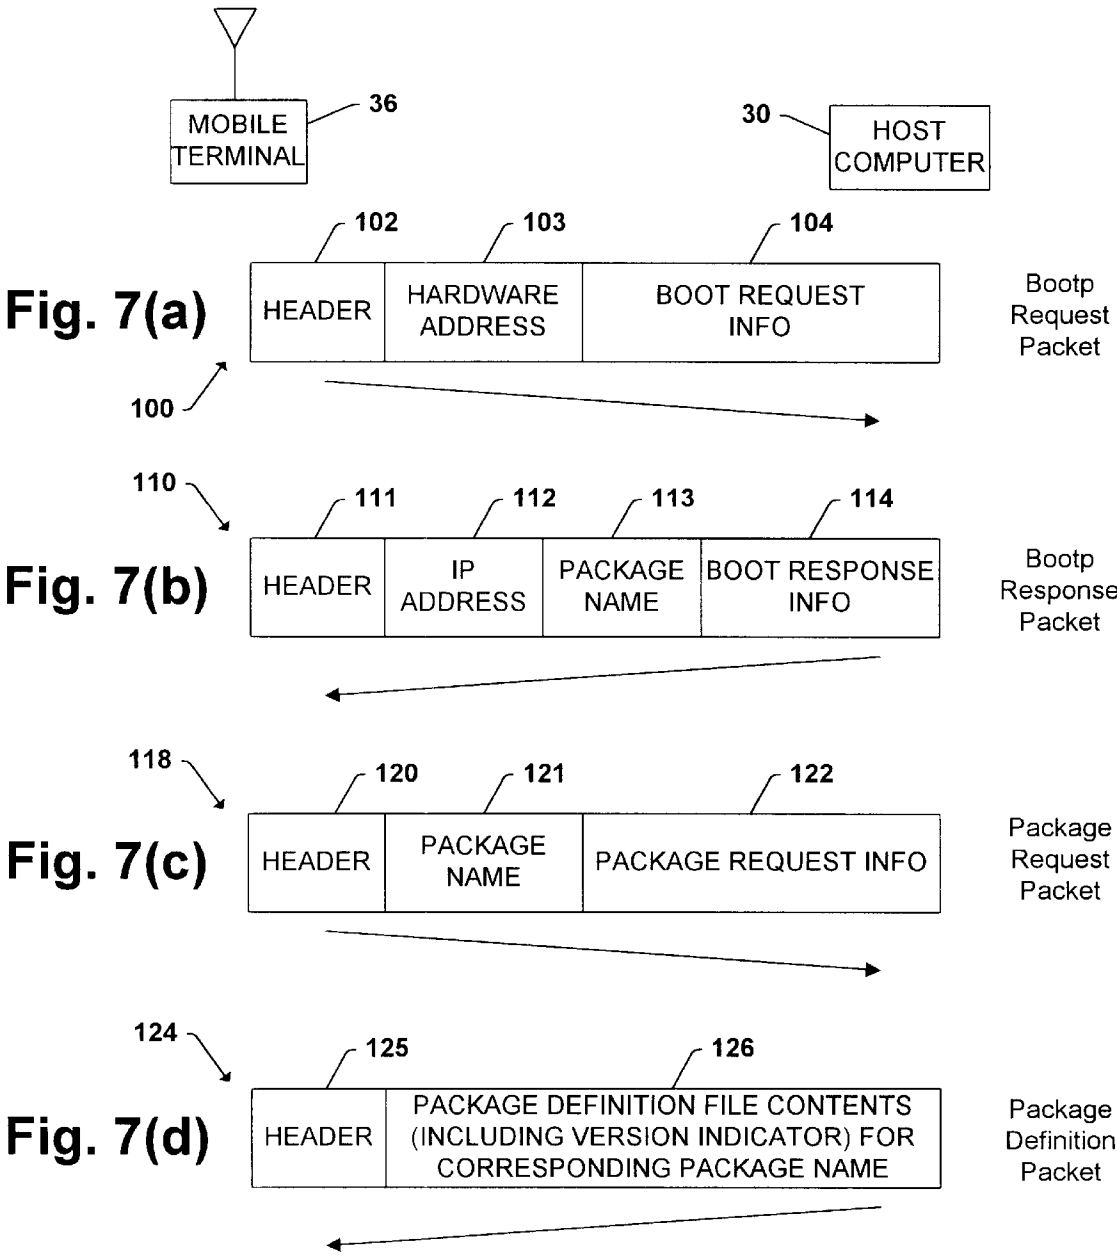 MOBILE
TERMINAL
36
30
HOST
COMPUTER
102
103
104
Fig. 7(a)
HEADER
HARDWARE
ADDRESS
BOOT REQUEST
INFO
Bootp
Request
Packet
100
110
111
112
113
114
Fig. 7(b)
HEADER
IP
ADDRESS
PACKAGE
NAME
BOOT RESPONSE
INFO
Bootp
Response
Packet
118
120
121
122
Fig. 7(c)
HEADER
PACKAGE
NAME
PACKAGE REQUEST INFO
Package
Request
Packet
124
125
126
Fig. 7(d)
HEADER
PACKAGE DEFINITION FILE CONTENTS
(INCLUDING VERSION INDICATOR) FOR
CORRESPONDING PACKAGE NAME
Package
Definition
Packet